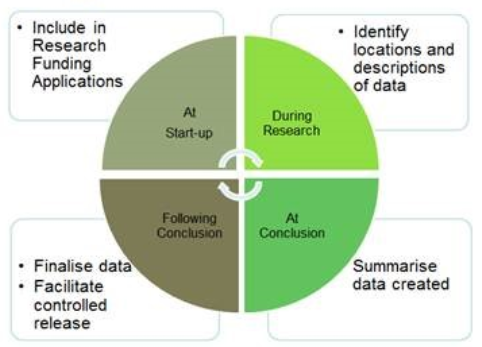 • Include in
Research
Funding
Applications
• Identify
locations and
descriptions
of data
At
Start-up
During
Research
Following
Conclusion
At
Conclusion
• Finalise data
• Facilitate
controlled
release
Summarise
data created